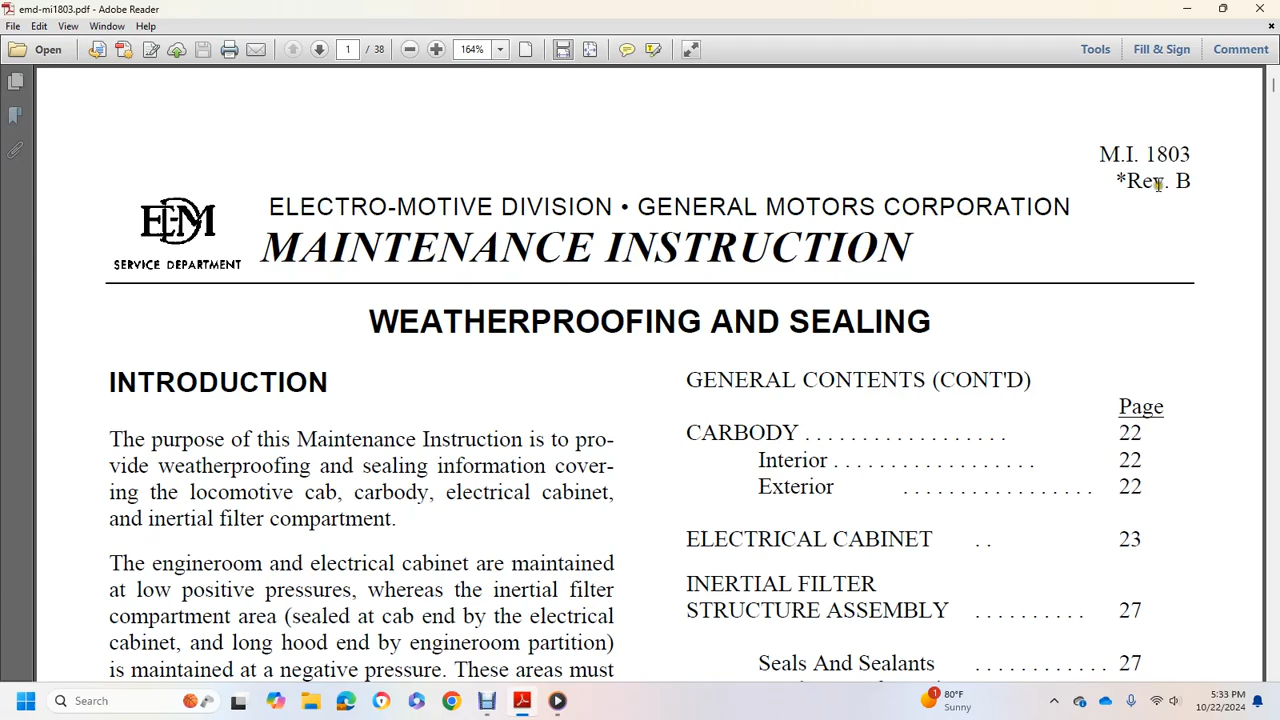 emd-mi1803.pdf - Adobe Reader
File Edit View Window Help
Open 1 / 38 164% Tools Fill & Sign Comment
M.I. 1803
*Rev. B
ELECTRO-MOTIVE DIVISION • GENERAL MOTORS CORPORATION
EM
MAINTENANCE INSTRUCTION
SERVICE DEPARTMENT
WEATHERPROOFING AND SEALING
INTRODUCTION
The purpose of this Maintenance Instruction is to pro-
vide weatherproofing and sealing information cover-
ing the locomotive cab, carbody, electrical cabinet,
and inertial filter compartment.
The engineroom and electrical cabinet are maintained
at low positive pressures, whereas the inertial filter
compartment area (sealed at cab end by the electrical
cabinet, and long hood end by engineroom partition)
is maintained at a negative pressure. These areas must
GENERAL CONTENTS (CONT'D)
Page
CARBODY . . . . . . . . . . . . . . . . . . 22
Interior . . . . . . . . . . . . . . . . . . 22
Exterior . . . . . . . . . . . . . . . . . 22
ELECTRICAL CABINET . . 23
INERTIAL FILTER
STRUCTURE ASSEMBLY . . . . . . . . . . 27
Seals And Sealants . . . . . . . . . . . . 27
Search
1
80°F
Sunny
5:33 PM
10/22/2024